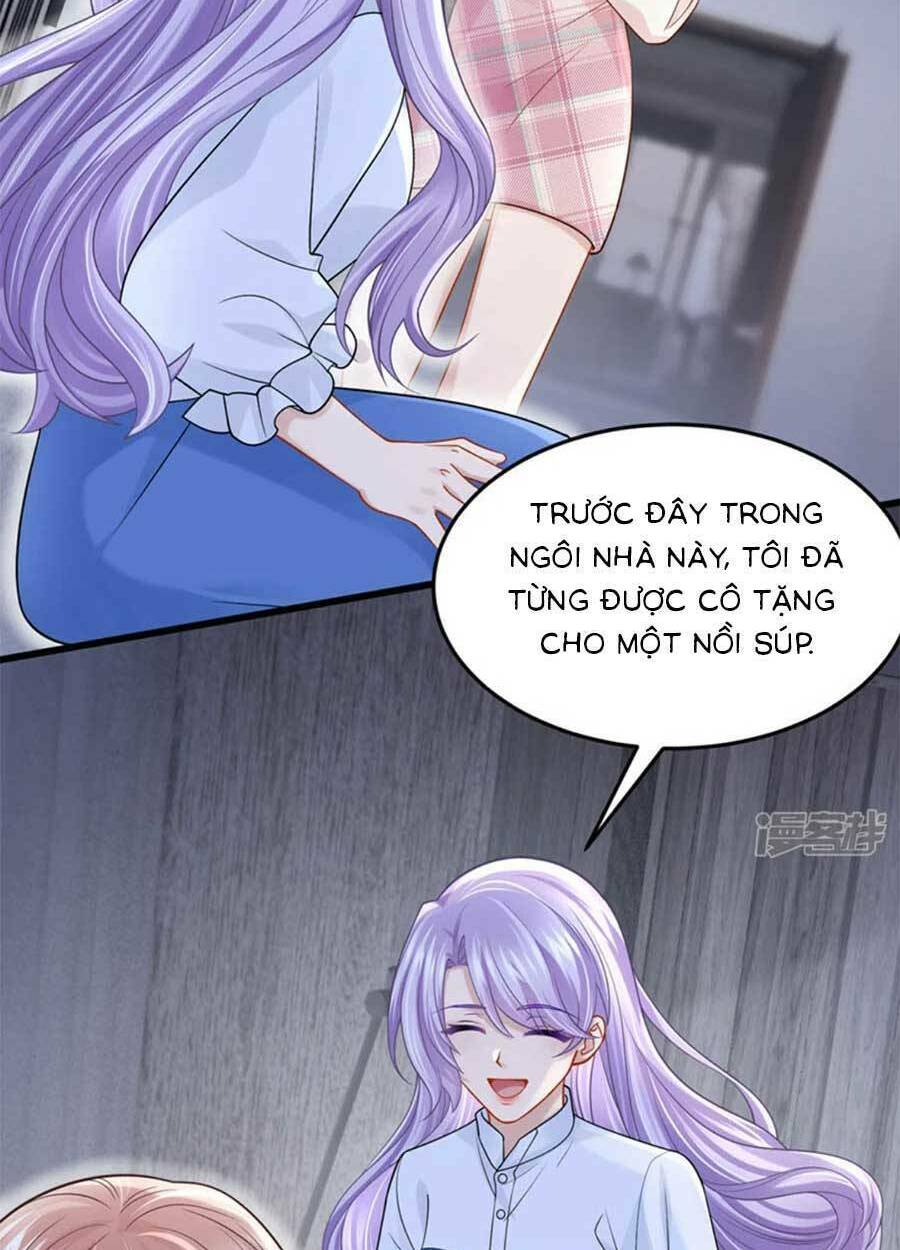 TRƯỚC ĐÂY TRONG
NGÔI NHÀ NÀY, TÔI ĐÃ
TỪNG ĐƯỢC CÔ TẶNG
CHO MỘT NỒI SÚP.
漫客栈